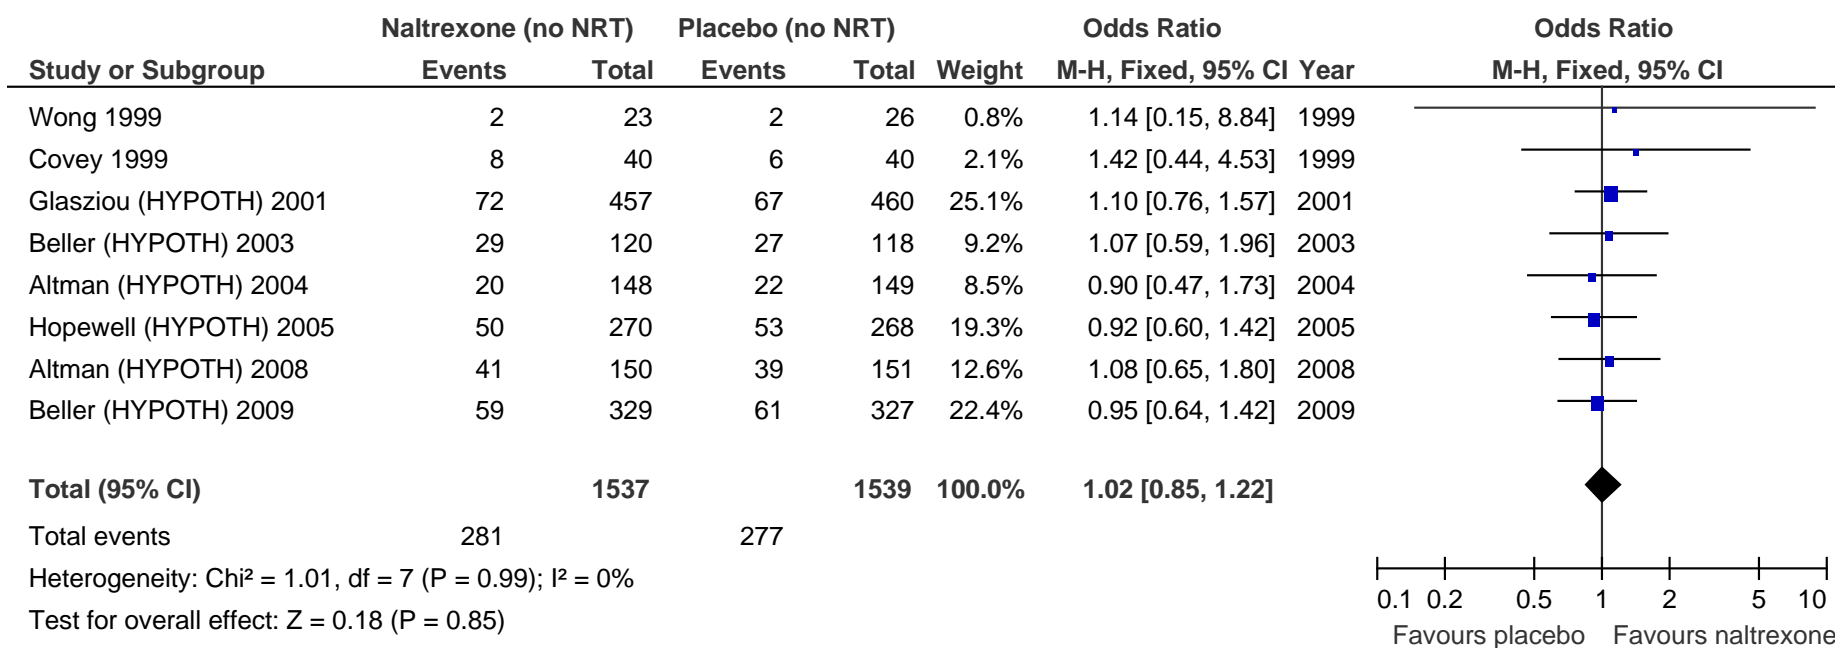 Naltrexone (no NRT) Placebo (no NRT) Odds Ratio Odds Ratio
Study or Subgroup Events Total Events Total Weight M-H, Fixed, 95% CI Year M-H, Fixed, 95% CI
Wong 1999 2 23 2 26 0.8% 1.14 [0.15, 8.84] 1999
Covey 1999 8 40 6 40 2.1% 1.42 [0.44, 4.53] 1999
Glasziou (HYPOTH) 2001 72 457 67 460 25.1% 1.10 [0.76, 1.57] 2001
Beller (HYPOTH) 2003 29 120 27 118 9.2% 1.07 [0.59, 1.96] 2003
Altman (HYPOTH) 2004 20 148 22 149 8.5% 0.90 [0.47, 1.73] 2004
Hopewell (HYPOTH) 2005 50 270 53 268 19.3% 0.92 [0.60, 1.42] 2005
Altman (HYPOTH) 2008 41 150 39 151 12.6% 1.08 [0.65, 1.80] 2008
Beller (HYPOTH) 2009 59 329 61 327 22.4% 0.95 [0.64, 1.42] 2009
Total (95% CI) 1537 1539 100.0% 1.02 [0.85, 1.22]
Total events 281 277
Heterogeneity: Chi² = 1.01, df = 7 (P = 0.99); I² = 0%
Test for overall effect: Z = 0.18 (P = 0.85)
0.1 0.2 0.5 1 2 5 10
Favours placebo Favours naltrexone